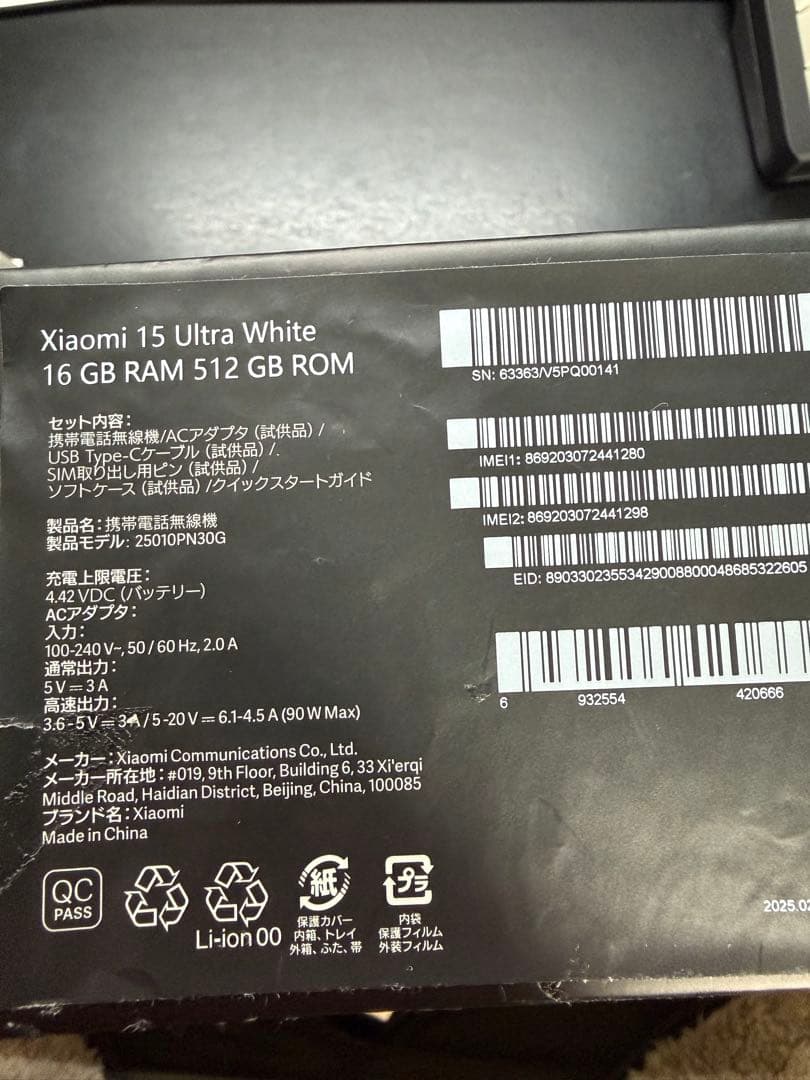 Xiaomi 15 Ultra White
16 GB RAM 512 GB ROM
セット内容：
携帯電話無線機/ACアダプタ（試供品）/
USB Type-Cケーブル（試供品）/.
SIM取り出し用ピン（試供品）/
ソフトケース（試供品）/クイックスタートガイド
製品名：携帯電話無線機
製品モデル：25010PN30G
充電上限電圧：
4.42 VDC（バッテリー）
ACアダプタ：
入力：
100-240 V~, 50 / 60 Hz, 2.0 A
通常出力：
5 V⎓3 A
高速出力：
3.6-5 V⎓3 A / 5-20 V⎓6.1-4.5 A (90 W Max)
メーカー：Xiaomi Communications Co., Ltd.
メーカー所在地：#019, 9th Floor, Building 6, 33 Xi'erqi
Middle Road, Haidian District, Beijing, China, 100085
ブランド名：Xiaomi
Made in China
QC
PASS
Li-ion 00
紙
保護カバー
内箱、トレイ
外箱、ふた、帯
プラ
内袋
保護フィルム
外装フィルム
SN: 63363/V5PQ00141
IMEI1: 869203072441280
IMEI2: 869203072441298
EID: 89033023553429008800048685322605
6 932554 420666
2025.02